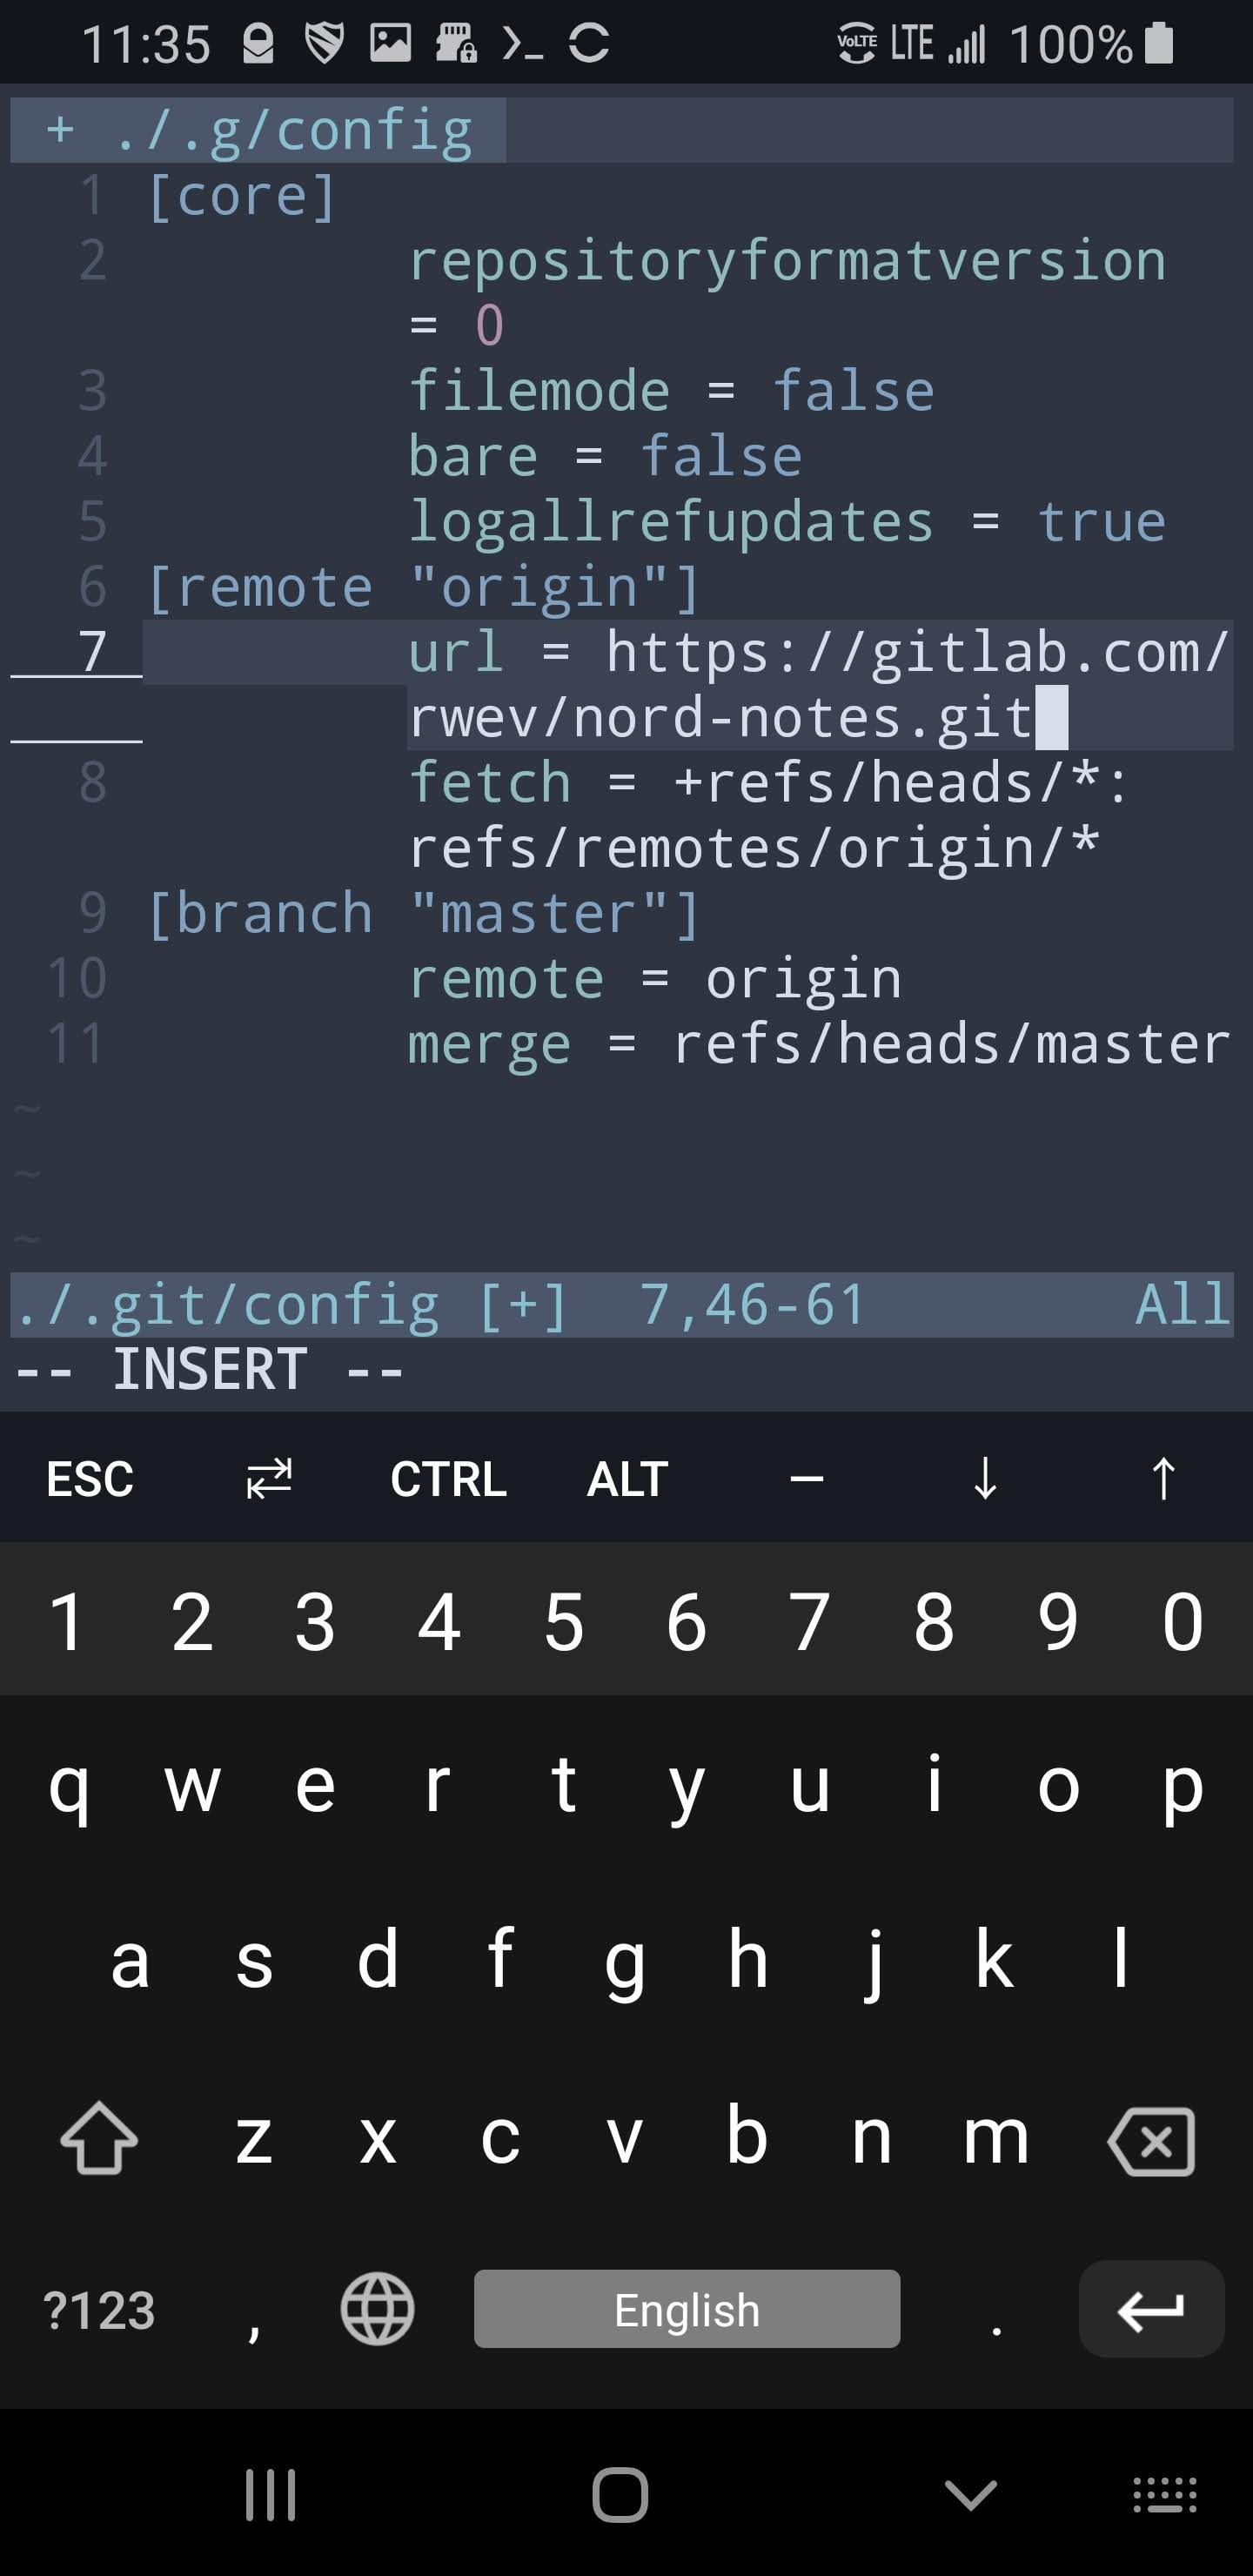 11:35 VoLTE LTE 100%
+ ./.g/config
1 [core]
2 repositoryformatversion
= 0
3 filemode = false
4 bare = false
5 logallrefupdates = true
6 [remote "origin"]
7 url = https://gitlab.com/
rwev/nord-notes.git
8 fetch = +refs/heads/*:
refs/remotes/origin/*
9 [branch "master"]
10 remote = origin
11 merge = refs/heads/master
~
~
~
./.git/config [+] 7,46-61 All
-- INSERT --
ESC CTRL ALT – ↓ ↑
1 2 3 4 5 6 7 8 9 0
q w e r t y u i o p
a s d f g h j k l
z x c v b n m
?123 , English .